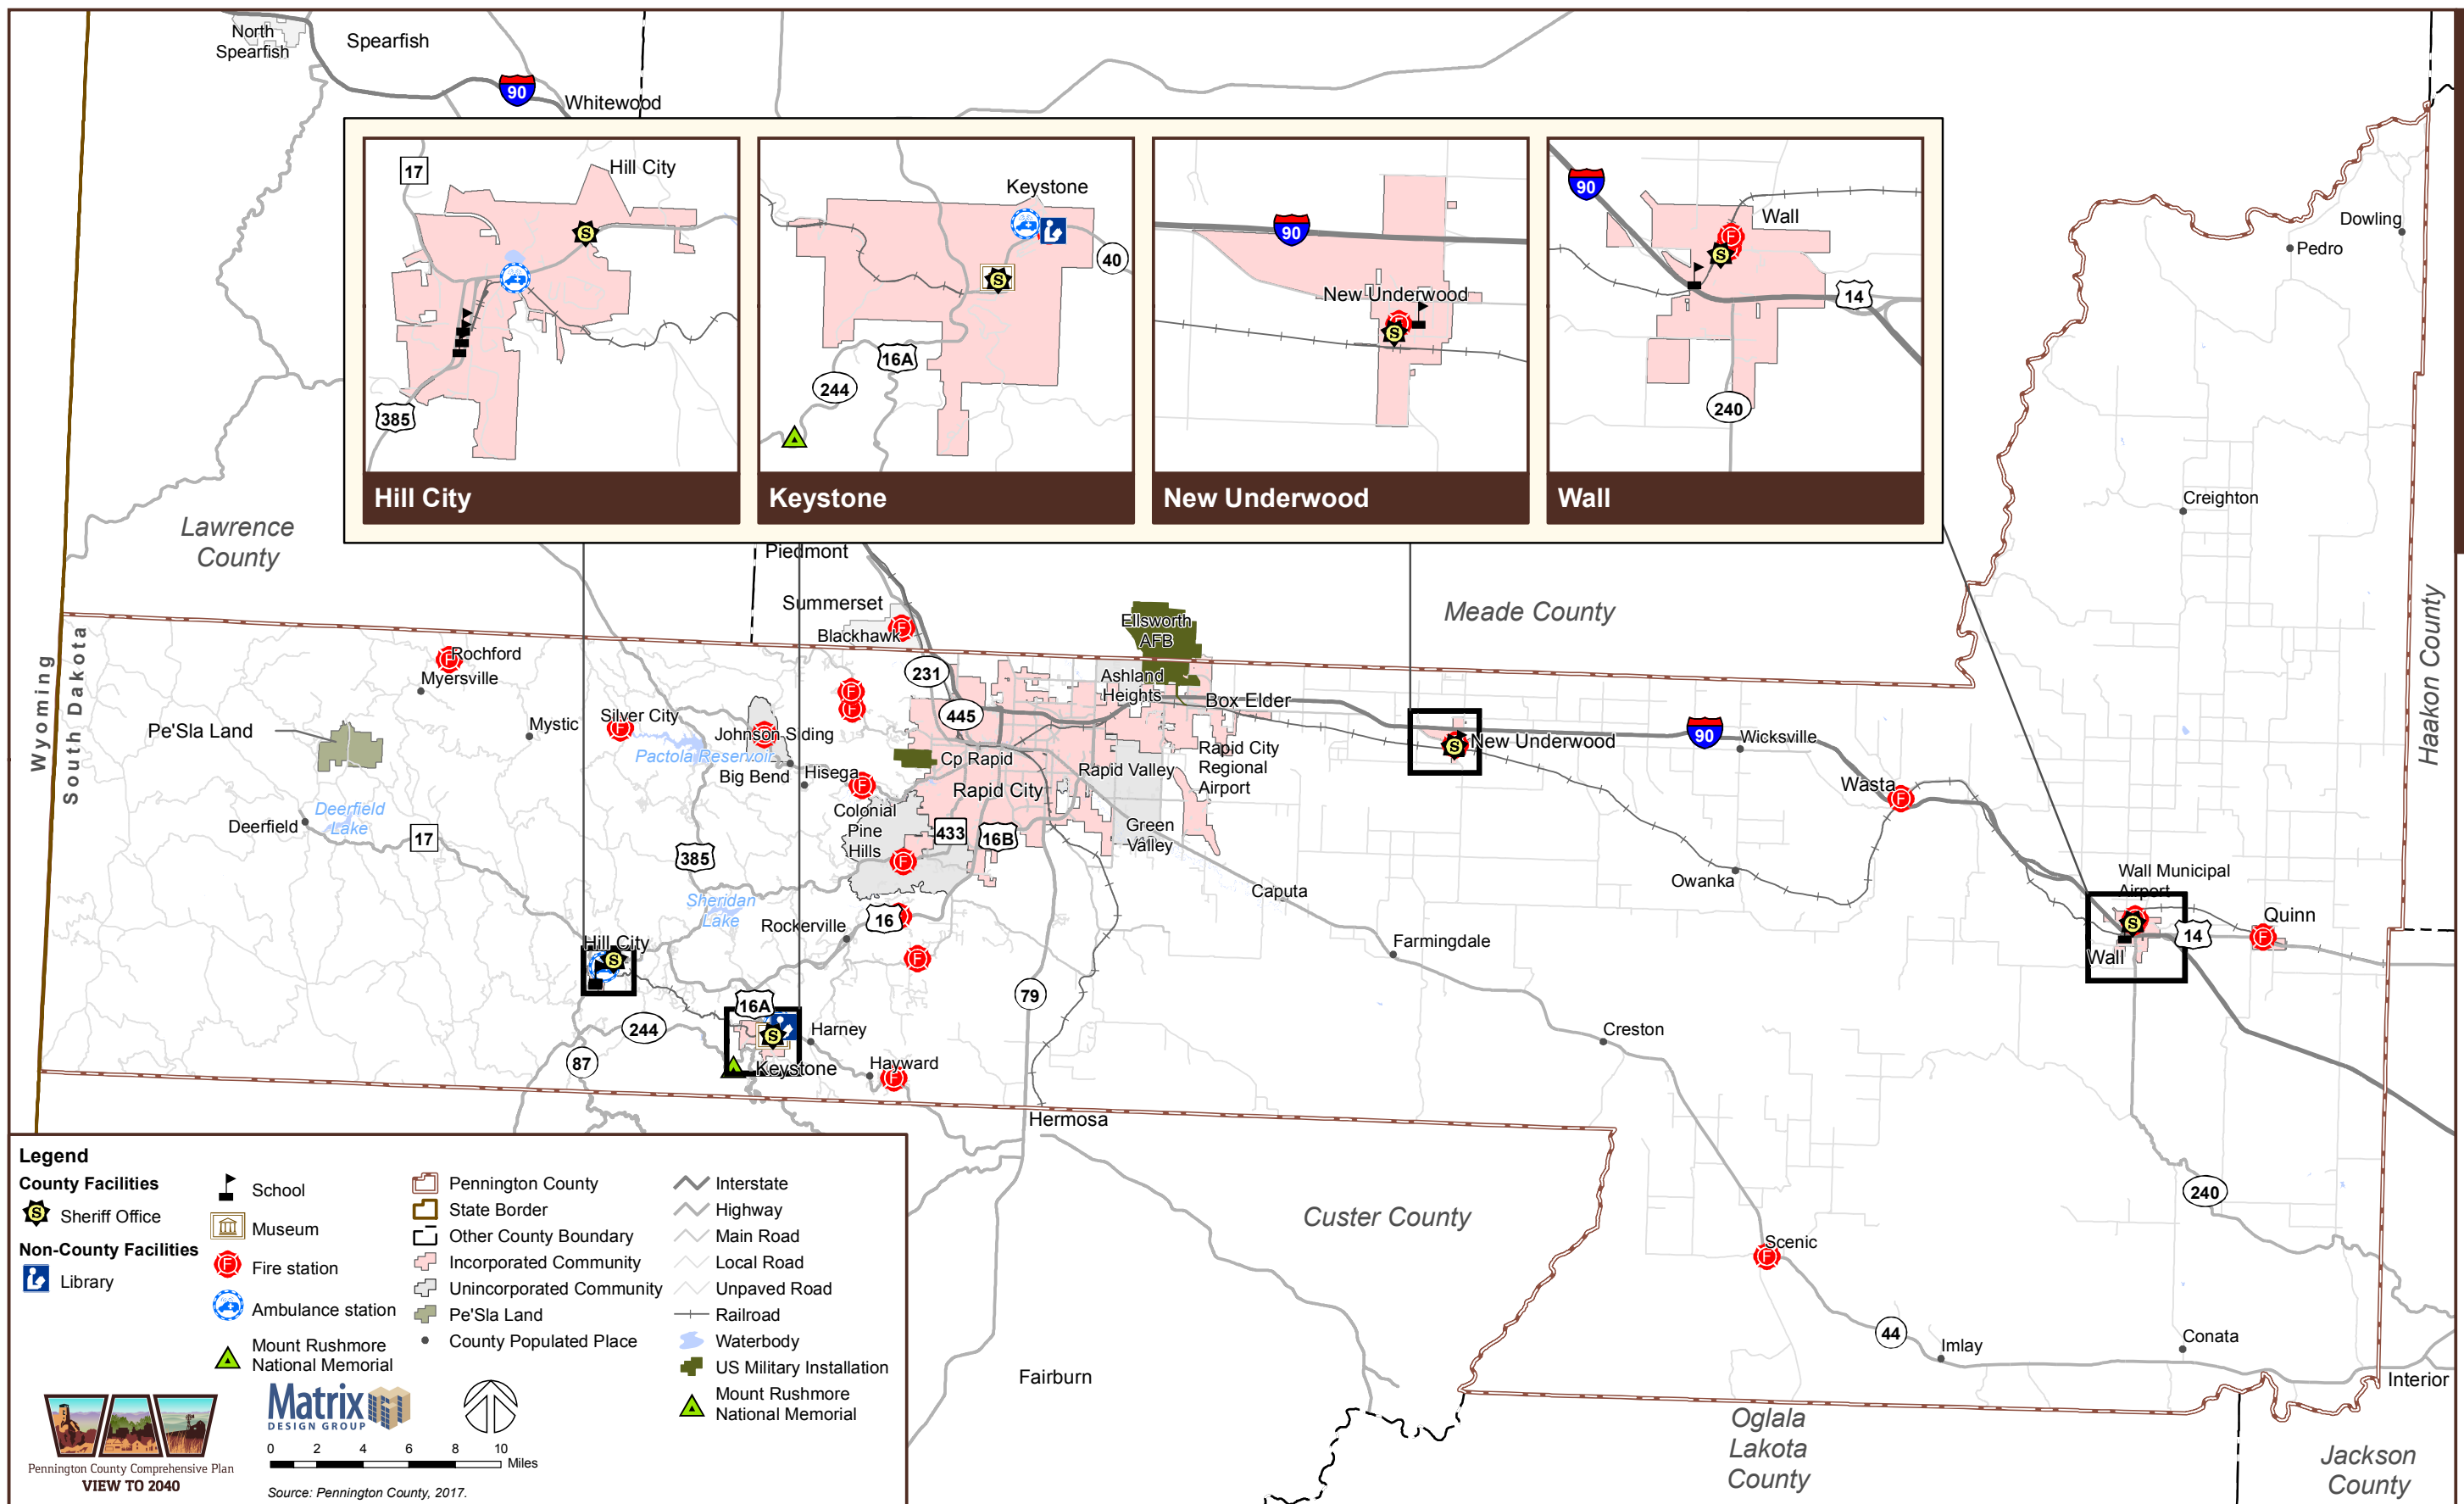 North
Spearfish
Spearfish
90
Whitewood
17
Hill City
385
Hill City
Keystone
40
16A
244
Keystone
90
New Underwood
New Underwood
90
Wall
14
240
Wall
Dowling
Pedro
Creighton
Lawrence
County
Piedmont
Summerset
Blackhawk
Meade County
Ellsworth
AFB
Haakon County
Wyoming
South Dakota
Rochford
Myersville
231
Ashland
Heights
Box Elder
445
Pe'Sla Land
Mystic
Silver City
Johnson Siding
Pactola Reservoir
Big Bend
Hisega
Cp Rapid
Rapid City
Rapid Valley
Rapid City
Regional
Airport
New Underwood
90
Wicksville
Wasta
Deerfield
Lake
Deerfield
17
Colonial
Pine
Hills
433
16B
Green
Valley
385
Owanka
Caputa
Wall Municipal
Airport
Sheridan
Lake
Rockerville
16
Quinn
14
Wall
Farmingdale
Hill City
79
16A
244
Harney
87
Keystone
Hayward
Creston
Hermosa
Custer County
240
Scenic
44
Imlay
Conata
Interior
Fairburn
Oglala
Lakota
County
Jackson
County
Legend
County Facilities
Sheriff Office
Non-County Facilities
Library
School
Museum
Fire station
Ambulance station
Mount Rushmore
National Memorial
Pennington County
State Border
Other County Boundary
Incorporated Community
Unincorporated Community
Pe'Sla Land
County Populated Place
Interstate
Highway
Main Road
Local Road
Unpaved Road
Railroad
Waterbody
US Military Installation
Mount Rushmore
National Memorial
Pennington County Comprehensive Plan
VIEW TO 2040
Matrix
DESIGN GROUP
0 2 4 6 8 10
Miles
Source: Pennington County, 2017.